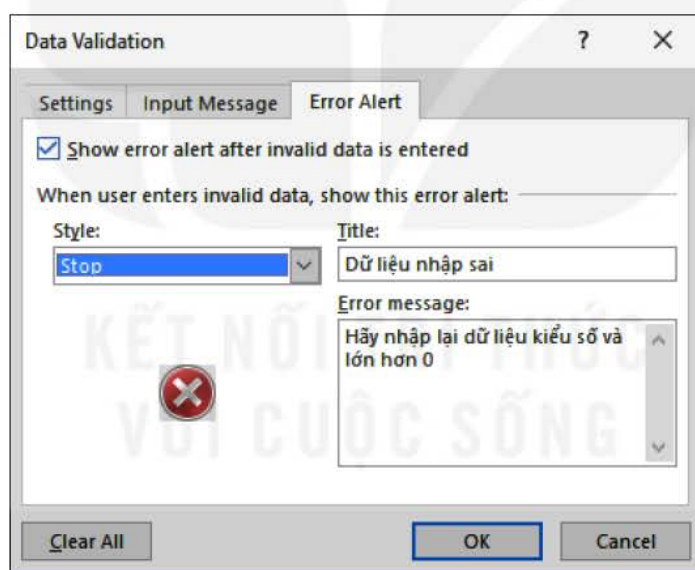 Data Validation
Settings Input Message Error Alert
Show error alert after invalid data is entered
When user enters invalid data, show this error alert:
Style: Title:
Stop Dữ liệu nhập sai
Error message:
Hãy nhập lại dữ liệu kiểu số và
lớn hơn 0
KẾT NỐI TRI THỨC
VỚI CUỘC SỐNG
Clear All OK Cancel